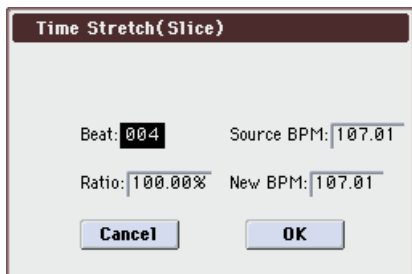 Time Stretch(Slice)
Beat: 004 Source BPM: 107.01
Ratio: 100.00% New BPM: 107.01
Cancel OK